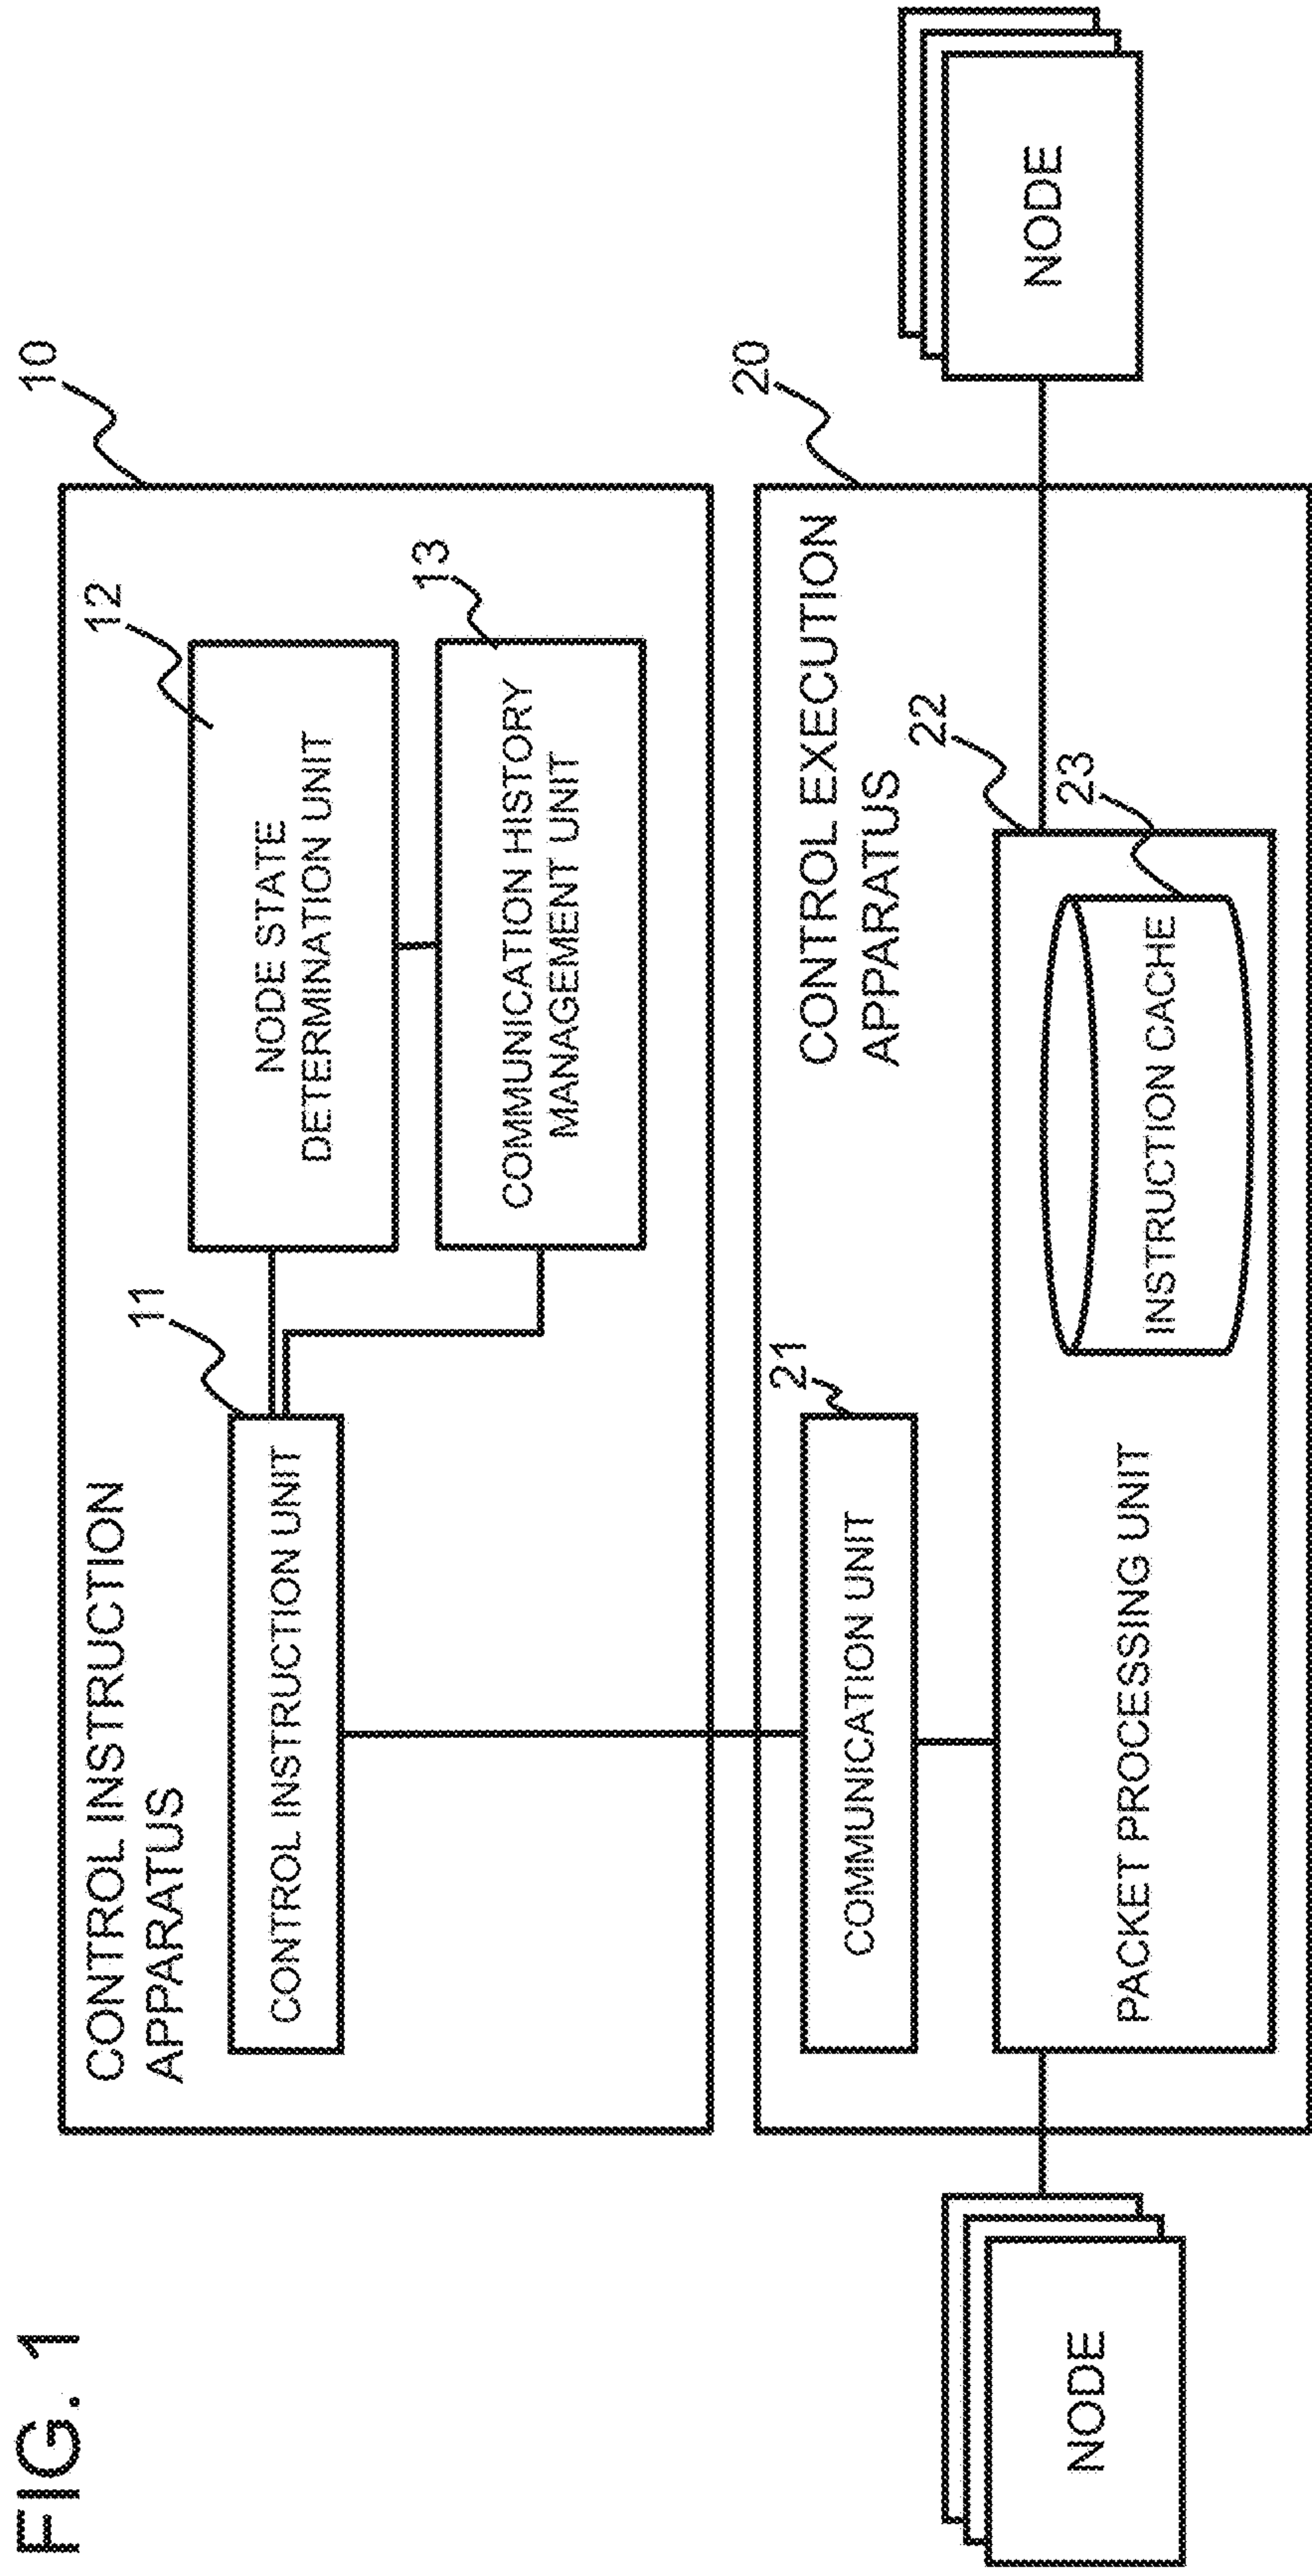 FIG. 1
CONTROL INSTRUCTION
APPARATUS
10
CONTROL INSTRUCTION UNIT
11
NODE STATE
DETERMINATION UNIT
12
COMMUNICATION HISTORY
MANAGEMENT UNIT
13
CONTROL EXECUTION
APPARATUS
20
COMMUNICATION UNIT
21
PACKET PROCESSING UNIT
22
INSTRUCTION CACHE
23
NODE
NODE